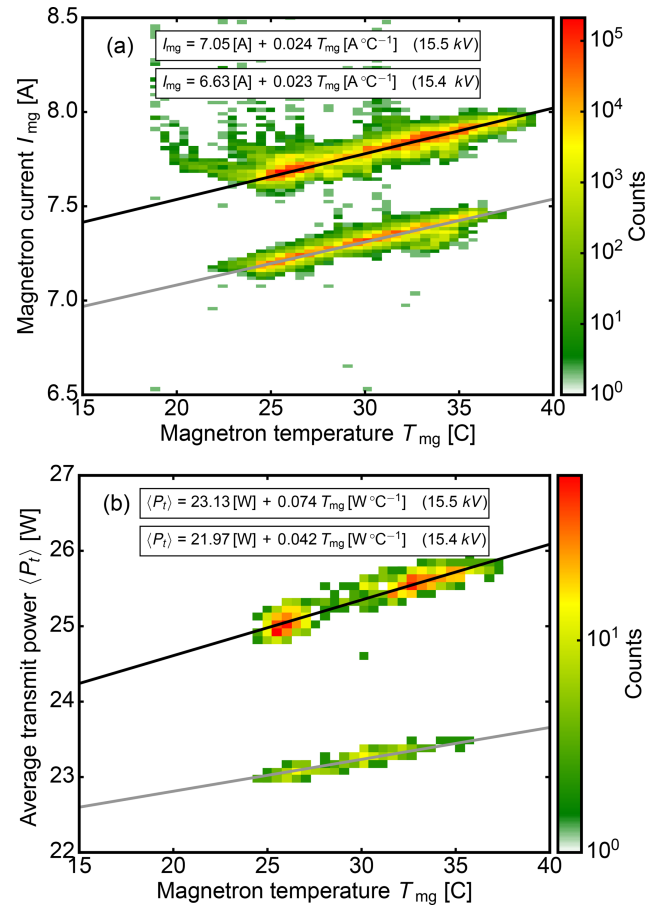 (a)
I_mg = 7.05 [A] + 0.024 T_mg [A °C⁻¹] (15.5 kV)
I_mg = 6.63 [A] + 0.023 T_mg [A °C⁻¹] (15.4 kV)
8.5
8.0
7.5
7.0
6.5
Magnetron current I_mg [A]
15 20 25 30 35 40
Magnetron temperature T_mg [C]
10⁵
10⁴
10³
10²
10¹
10⁰
Counts
(b)
⟨P_t⟩ = 23.13 [W] + 0.074 T_mg [W °C⁻¹] (15.5 kV)
⟨P_t⟩ = 21.97 [W] + 0.042 T_mg [W °C⁻¹] (15.4 kV)
27
26
25
24
23
22
Average transmit power ⟨P_t⟩ [W]
15 20 25 30 35 40
Magnetron temperature T_mg [C]
10¹
10⁰
Counts